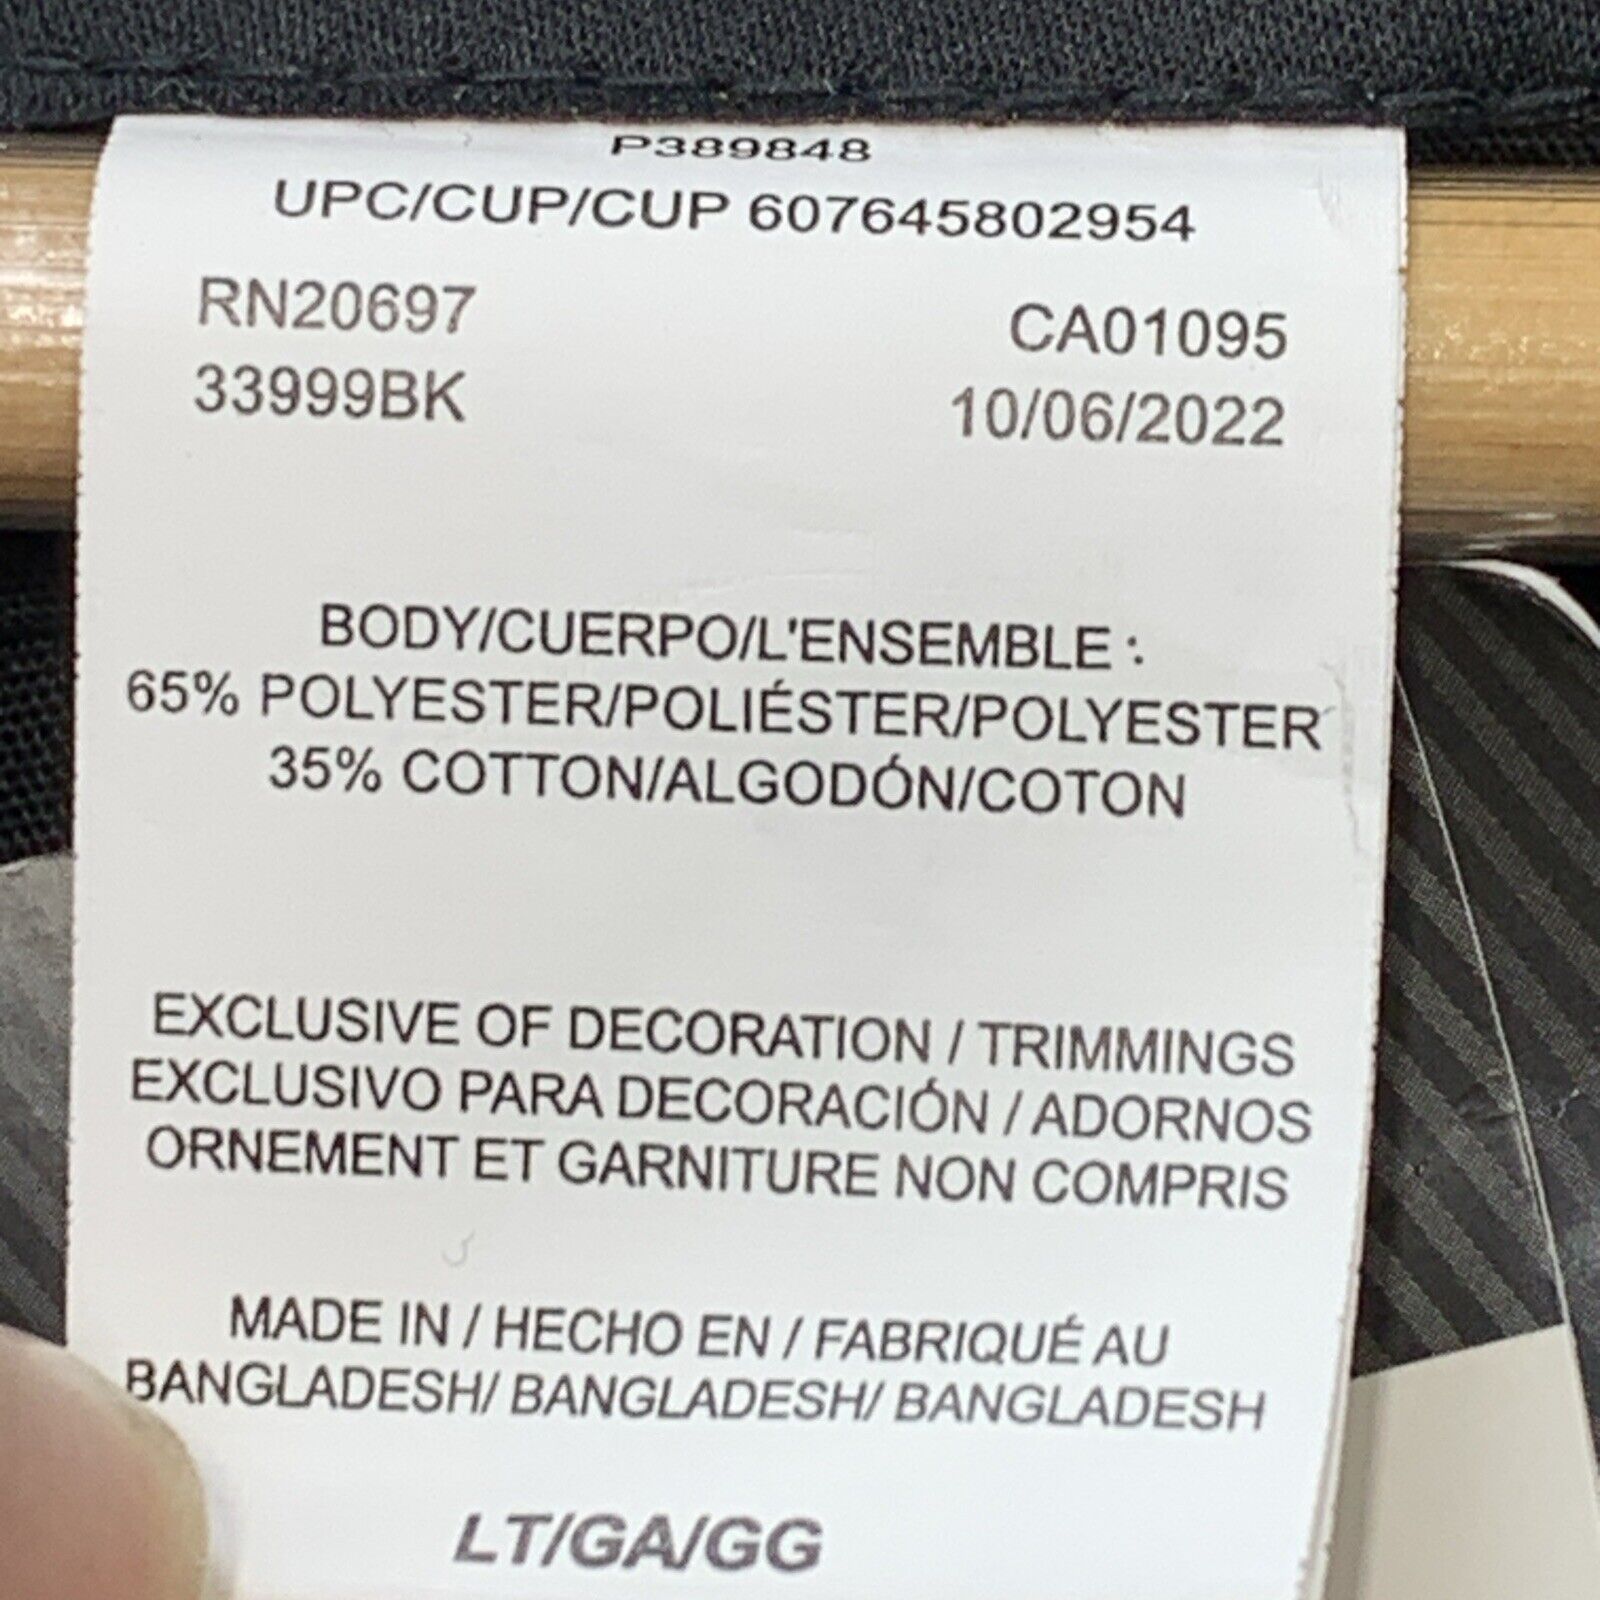 P389848
UPC/CUP/CUP 607645802954
RN20697 CA01095
33999BK 10/06/2022
BODY/CUERPO/L'ENSEMBLE :
65% POLYESTER/POLIÉSTER/POLYESTER
35% COTTON/ALGODÓN/COTON
EXCLUSIVE OF DECORATION / TRIMMINGS
EXCLUSIVO PARA DECORACIÓN / ADORNOS
ORNEMENT ET GARNITURE NON COMPRIS
MADE IN / HECHO EN / FABRIQUÉ AU
BANGLADESH/ BANGLADESH/ BANGLADESH
LT/GA/GG